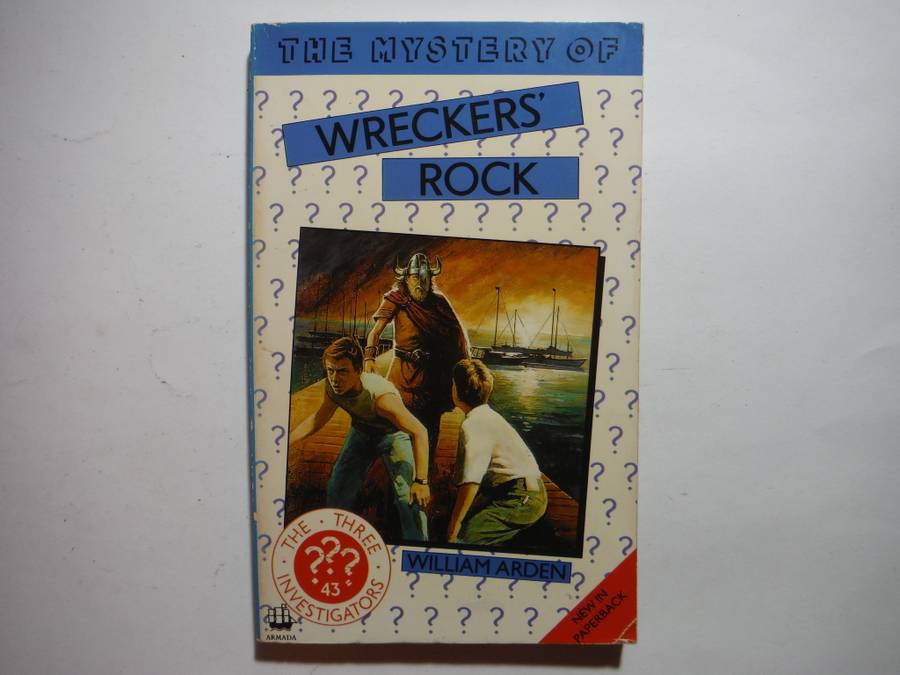 THE MYSTERY OF
WRECKERS'
ROCK
THE · THREE
???
43
INVESTIGATORS
WILLIAM ARDEN
NEW IN
PAPERBACK
ARMADA